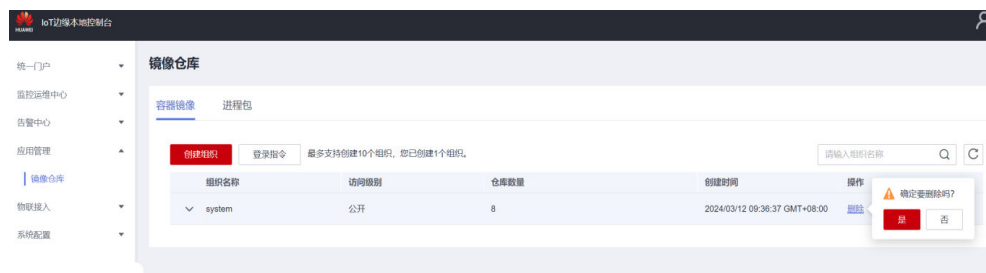 HUAWEI IoT边缘本地控制台
统一门户
监控运维中心
告警中心
应用管理
镜像仓库
物联接入
系统配置
镜像仓库
容器镜像 进程包
创建组织 登录指令 最多支持创建10个组织，您已创建1个组织。 请输入组织名称
组织名称 访问级别 仓库数量 创建时间 操作
system 公开 8 2024/03/12 09:36:37 GMT+08:00 删除
确定要删除吗?
是 否